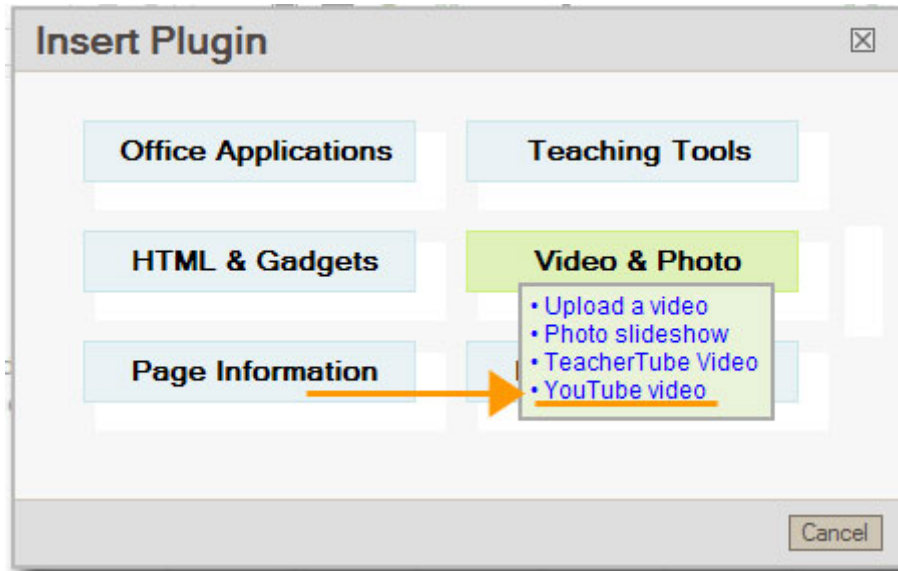 Insert Plugin
Office Applications
Teaching Tools
HTML & Gadgets
Video & Photo
• Upload a video
• Photo slideshow
• TeacherTube Video
• YouTube video
Page Information
Cancel